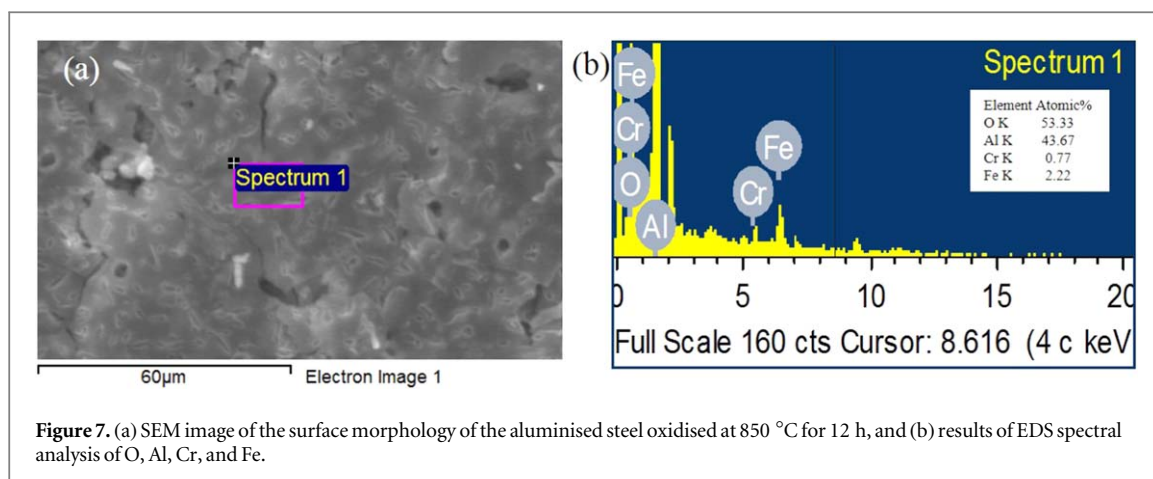 (a)
Spectrum 1
60µm
Electron Image 1
(b)
Spectrum 1
Element Atomic%
O K 53.33
Al K 43.67
Cr K 0.77
Fe K 2.22
Fe
Cr
O
Al
Cr
Fe
0 5 10 15 20
Full Scale 160 cts Cursor: 8.616 (4 c keV
Figure 7. (a) SEM image of the surface morphology of the aluminised steel oxidised at 850 °C for 12 h, and (b) results of EDS spectral
analysis of O, Al, Cr, and Fe.